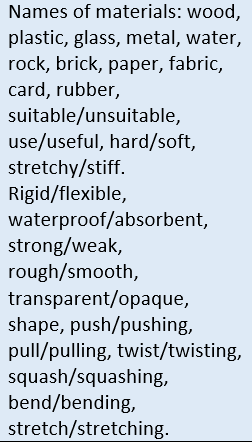 Names of materials: wood,
plastic, glass, metal, water,
rock, brick, paper, fabric,
card, rubber,
suitable/unsuitable,
use/useful, hard/soft,
stretchy/stiff.
Rigid/flexible,
waterproof/absorbent,
strong/weak,
rough/smooth,
transparent/opaque,
shape, push/pushing,
pull/pulling, twist/twisting,
squash/squashing,
bend/bending,
stretch/stretching.